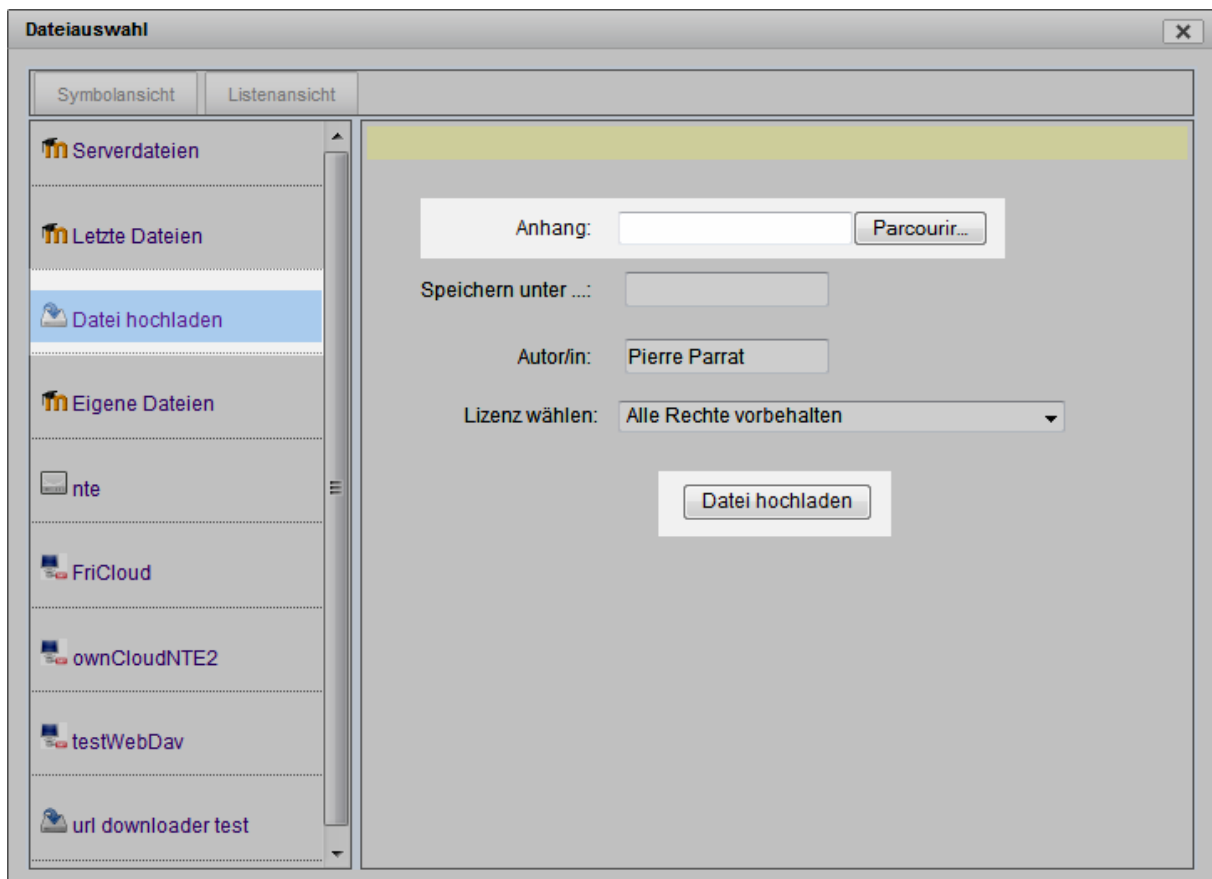 Dateiauswahl
Symbolansicht
Listenansicht
Serverdateien
Letzte Dateien
Datei hochladen
Eigene Dateien
nte
FriCloud
ownCloudNTE2
testWebDav
url downloader test
Anhang: Parcourir...
Speichern unter ...:
Autor/in: Pierre Parrat
Lizenz wählen: Alle Rechte vorbehalten
Datei hochladen